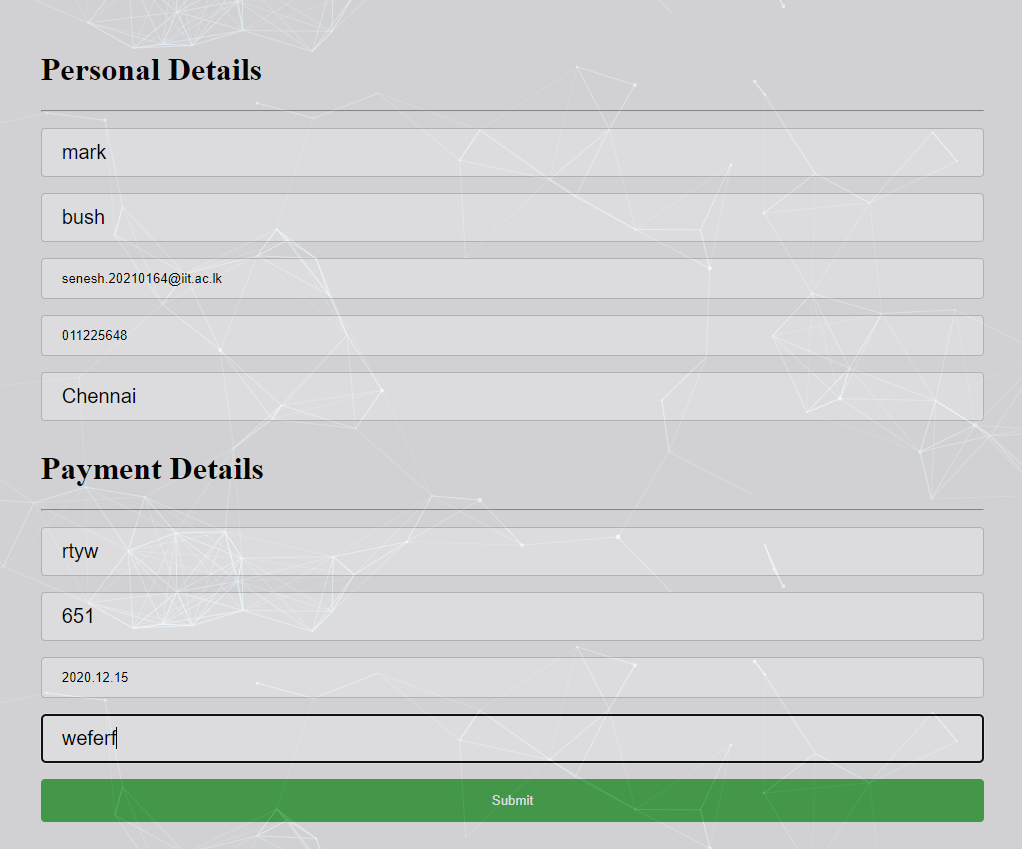 Personal Details
mark
bush
senesh.20210164@iit.ac.lk
011225648
Chennai
Payment Details
rtyw
651
2020.12.15
weferf
Submit